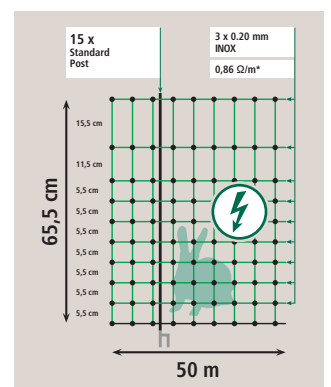 15 x
Standard
Post
3 x 0.20 mm
INOX
0,86 Ω/m*
15,5 cm
11,5 cm
5,5 cm
5,5 cm
5,5 cm
5,5 cm
5,5 cm
5,5 cm
5,5 cm
65,5 cm
50 m